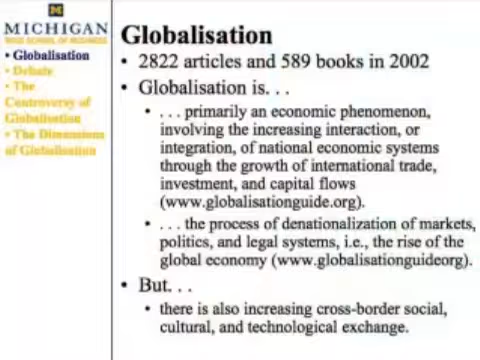 M
MICHIGAN
ROSS SCHOOL OF BUSINESS
• Globalisation
• Debate
• The
Controversy of
Globalisation
• The Dimensions
of Globalisation
Globalisation
• 2822 articles and 589 books in 2002
• Globalisation is. . .
• . . . primarily an economic phenomenon,
involving the increasing interaction, or
integration, of national economic systems
through the growth of international trade,
investment, and capital flows
(www.globalisationguide.org).
• . . . the process of denationalization of markets,
politics, and legal systems, i.e., the rise of the
global economy (www.globalisationguideorg).
• But. . .
• there is also increasing cross-border social,
cultural, and technological exchange.